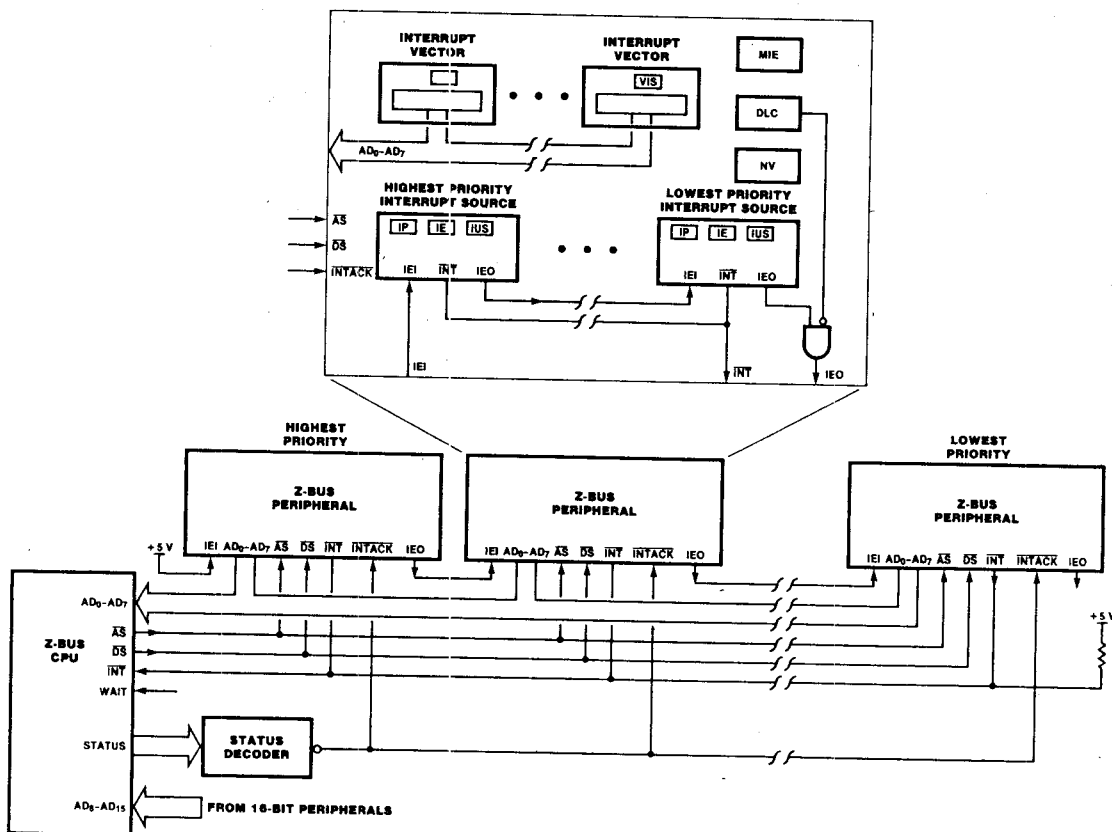 INTERRUPT
VECTOR
INTERRUPT
VECTOR
VIS
MIE
DLC
NV
AD0-AD7
HIGHEST PRIORITY
INTERRUPT SOURCE
LOWEST PRIORITY
INTERRUPT SOURCE
AS
DS
INTACK
IP IE IUS
IEI INT IEO
IP IE IUS
IEI INT IEO
IEI
INT
IEO
HIGHEST
PRIORITY
LOWEST
PRIORITY
Z-BUS
PERIPHERAL
Z-BUS
PERIPHERAL
Z-BUS
PERIPHERAL
+5 V
IEI AD0-AD7 AS DS INT INTACK IEO
IEI AD0-AD7 AS DS INT INTACK IEO
IEI AD0-AD7 AS DS INT INTACK IEO
+5 V
Z-BUS
CPU
AD0-AD7
AS
DS
INT
WAIT
STATUS
AD8-AD15
STATUS
DECODER
FROM 16-BIT PERIPHERALS